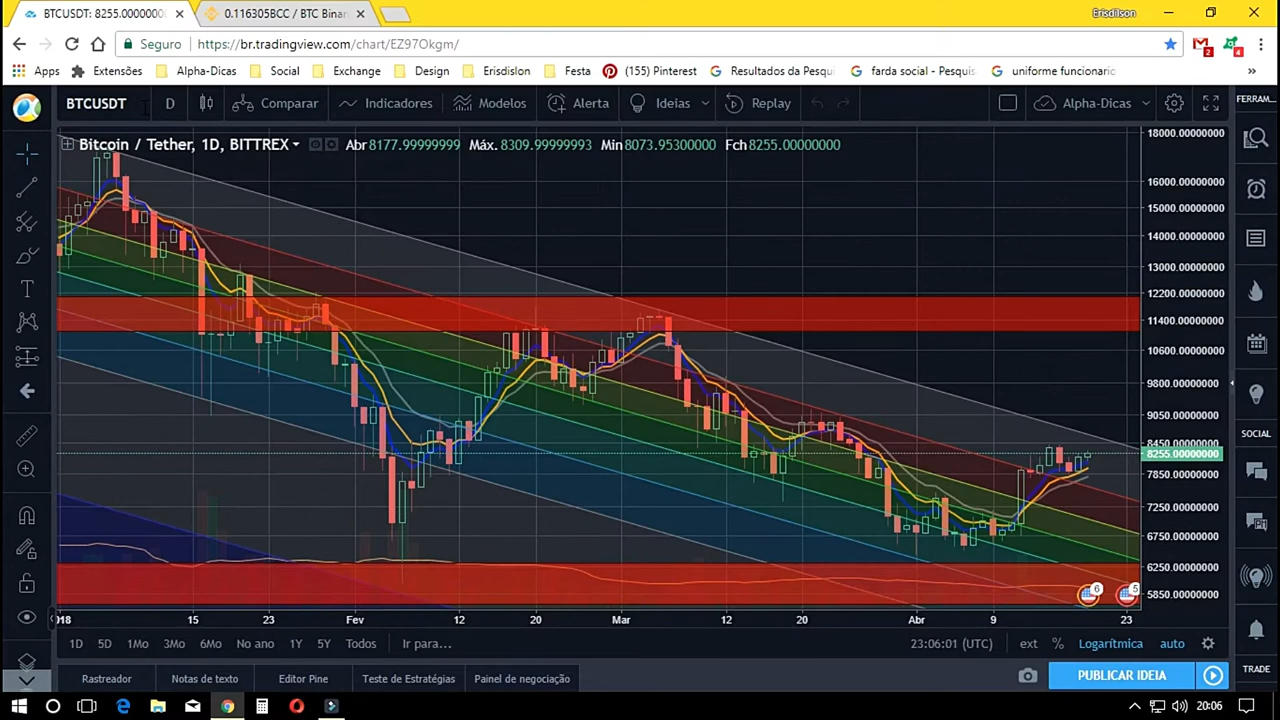 BTCUSDT: 8255.0000000
0.116305BCC / BTC Binan
Erisdilson
Seguro
https://br.tradingview.com/chart/EZ97Okgm/
2
4
Apps
Extensões
Alpha-Dicas
Social
Exchange
Design
Erisdislon
Festa
(155) Pinterest
Resultados da Pesqui
farda social - Pesquis
uniforme funcionario
»
BTCUSDT
D
Comparar
Indicadores
Modelos
Alerta
Ideias
Replay
Alpha-Dicas
FERRAM...
Bitcoin / Tether, 1D, BITTREX
Abr 8177.99999999 Máx. 8309.99999993 Min 8073.95300000 Fch 8255.00000000
18000.00000000
16000.00000000
15000.00000000
14000.00000000
13000.00000000
12200.00000000
11400.00000000
10600.00000000
9800.00000000
9050.00000000
8450.00000000
8255.00000000
7850.00000000
7250.00000000
6750.00000000
6250.00000000
5850.00000000
SOCIAL
6
5
2018 15 23 Fev 12 20 Mar 12 20 Abr 9 23
1D 5D 1Mo 3Mo 6Mo No ano 1Y 5Y Todos Ir para...
23:06:01 (UTC) ext % Logarítmica auto
Rastreador
Notas de texto
Editor Pine
Teste de Estratégias
Painel de negociação
PUBLICAR IDEIA
TRADE
20:06